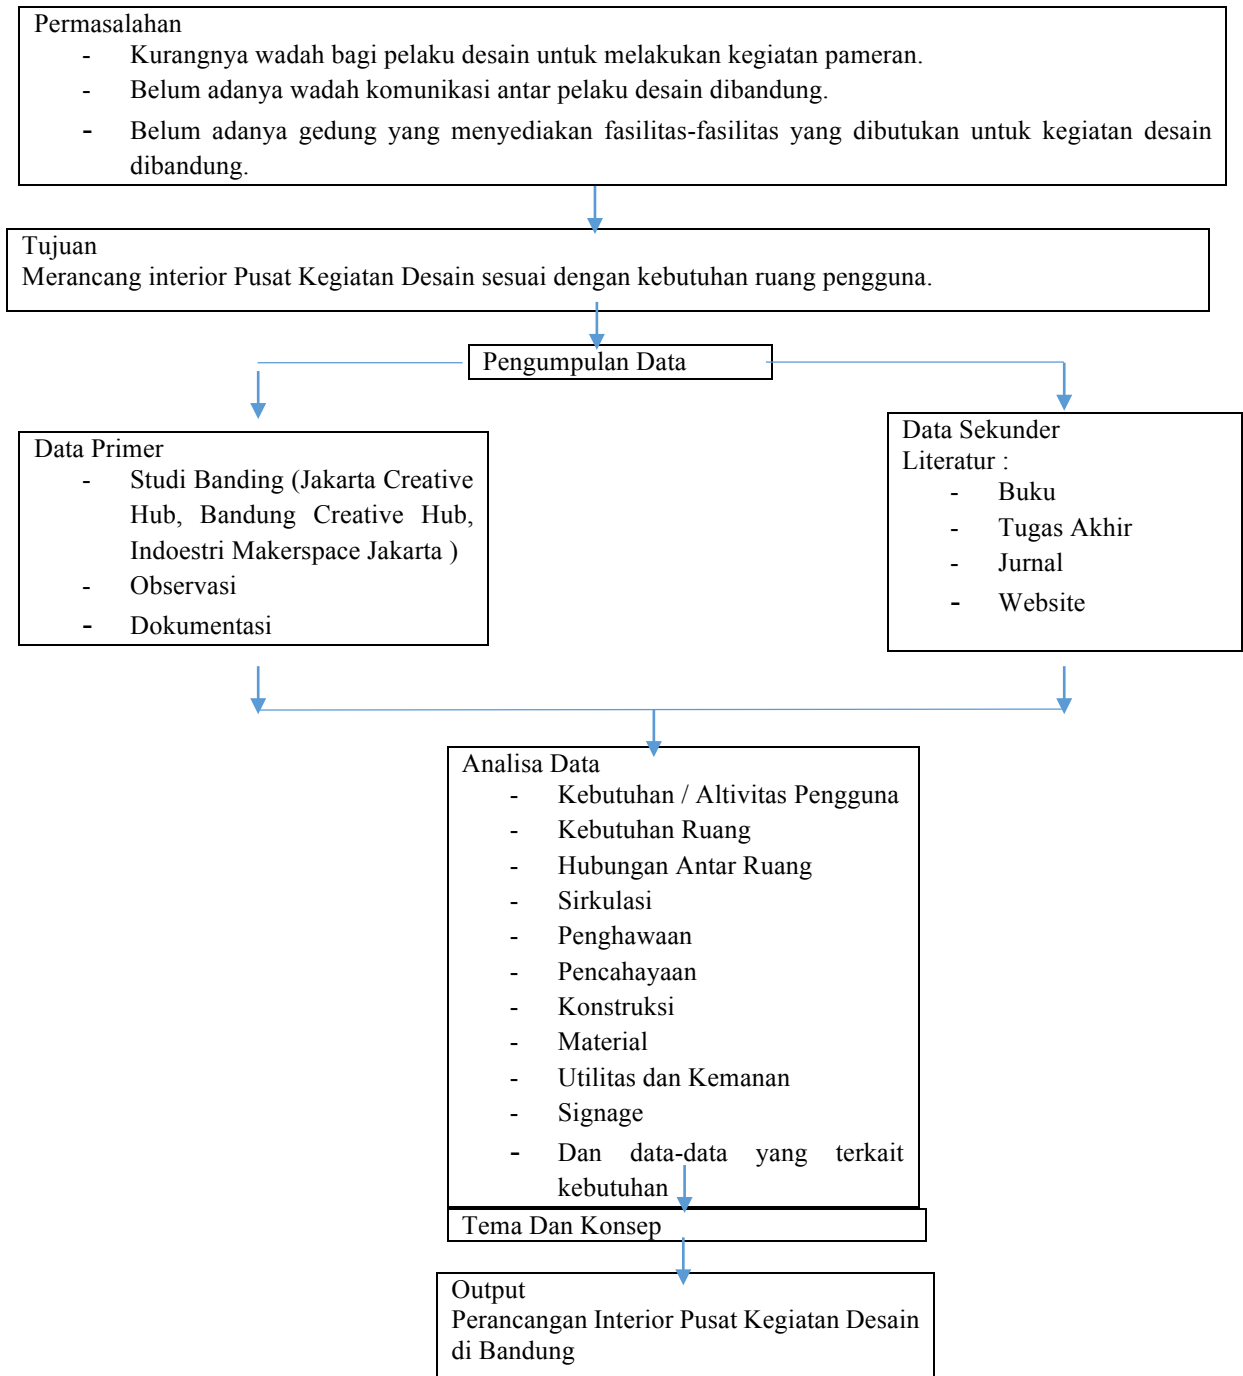 Permasalahan
- Kurangnya wadah bagi pelaku desain untuk melakukan kegiatan pameran.
- Belum adanya wadah komunikasi antar pelaku desain dibandung.
- Belum adanya gedung yang menyediakan fasilitas-fasilitas yang dibutukan untuk kegiatan desain
dibandung.
Tujuan
Merancang interior Pusat Kegiatan Desain sesuai dengan kebutuhan ruang pengguna.
Pengumpulan Data
Data Primer
- Studi Banding (Jakarta Creative
Hub, Bandung Creative Hub,
Indoestri Makerspace Jakarta )
- Observasi
- Dokumentasi
Data Sekunder
Literatur :
- Buku
- Tugas Akhir
- Jurnal
- Website
Analisa Data
- Kebutuhan / Altivitas Pengguna
- Kebutuhan Ruang
- Hubungan Antar Ruang
- Sirkulasi
- Penghawaan
- Pencahayaan
- Konstruksi
- Material
- Utilitas dan Kemanan
- Signage
- Dan data-data yang terkait
kebutuhan
Tema Dan Konsep
Output
Perancangan Interior Pusat Kegiatan Desain
di Bandung